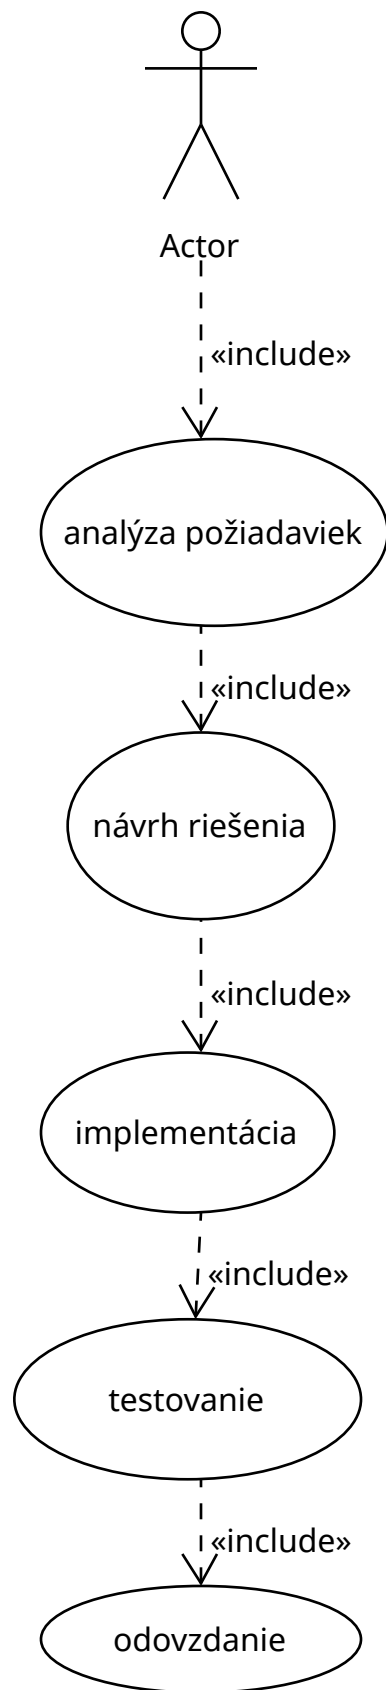 Actor
«include»
analýza požiadaviek
«include»
návrh riešenia
«include»
implementácia
«include»
testovanie
«include»
odovzdanie